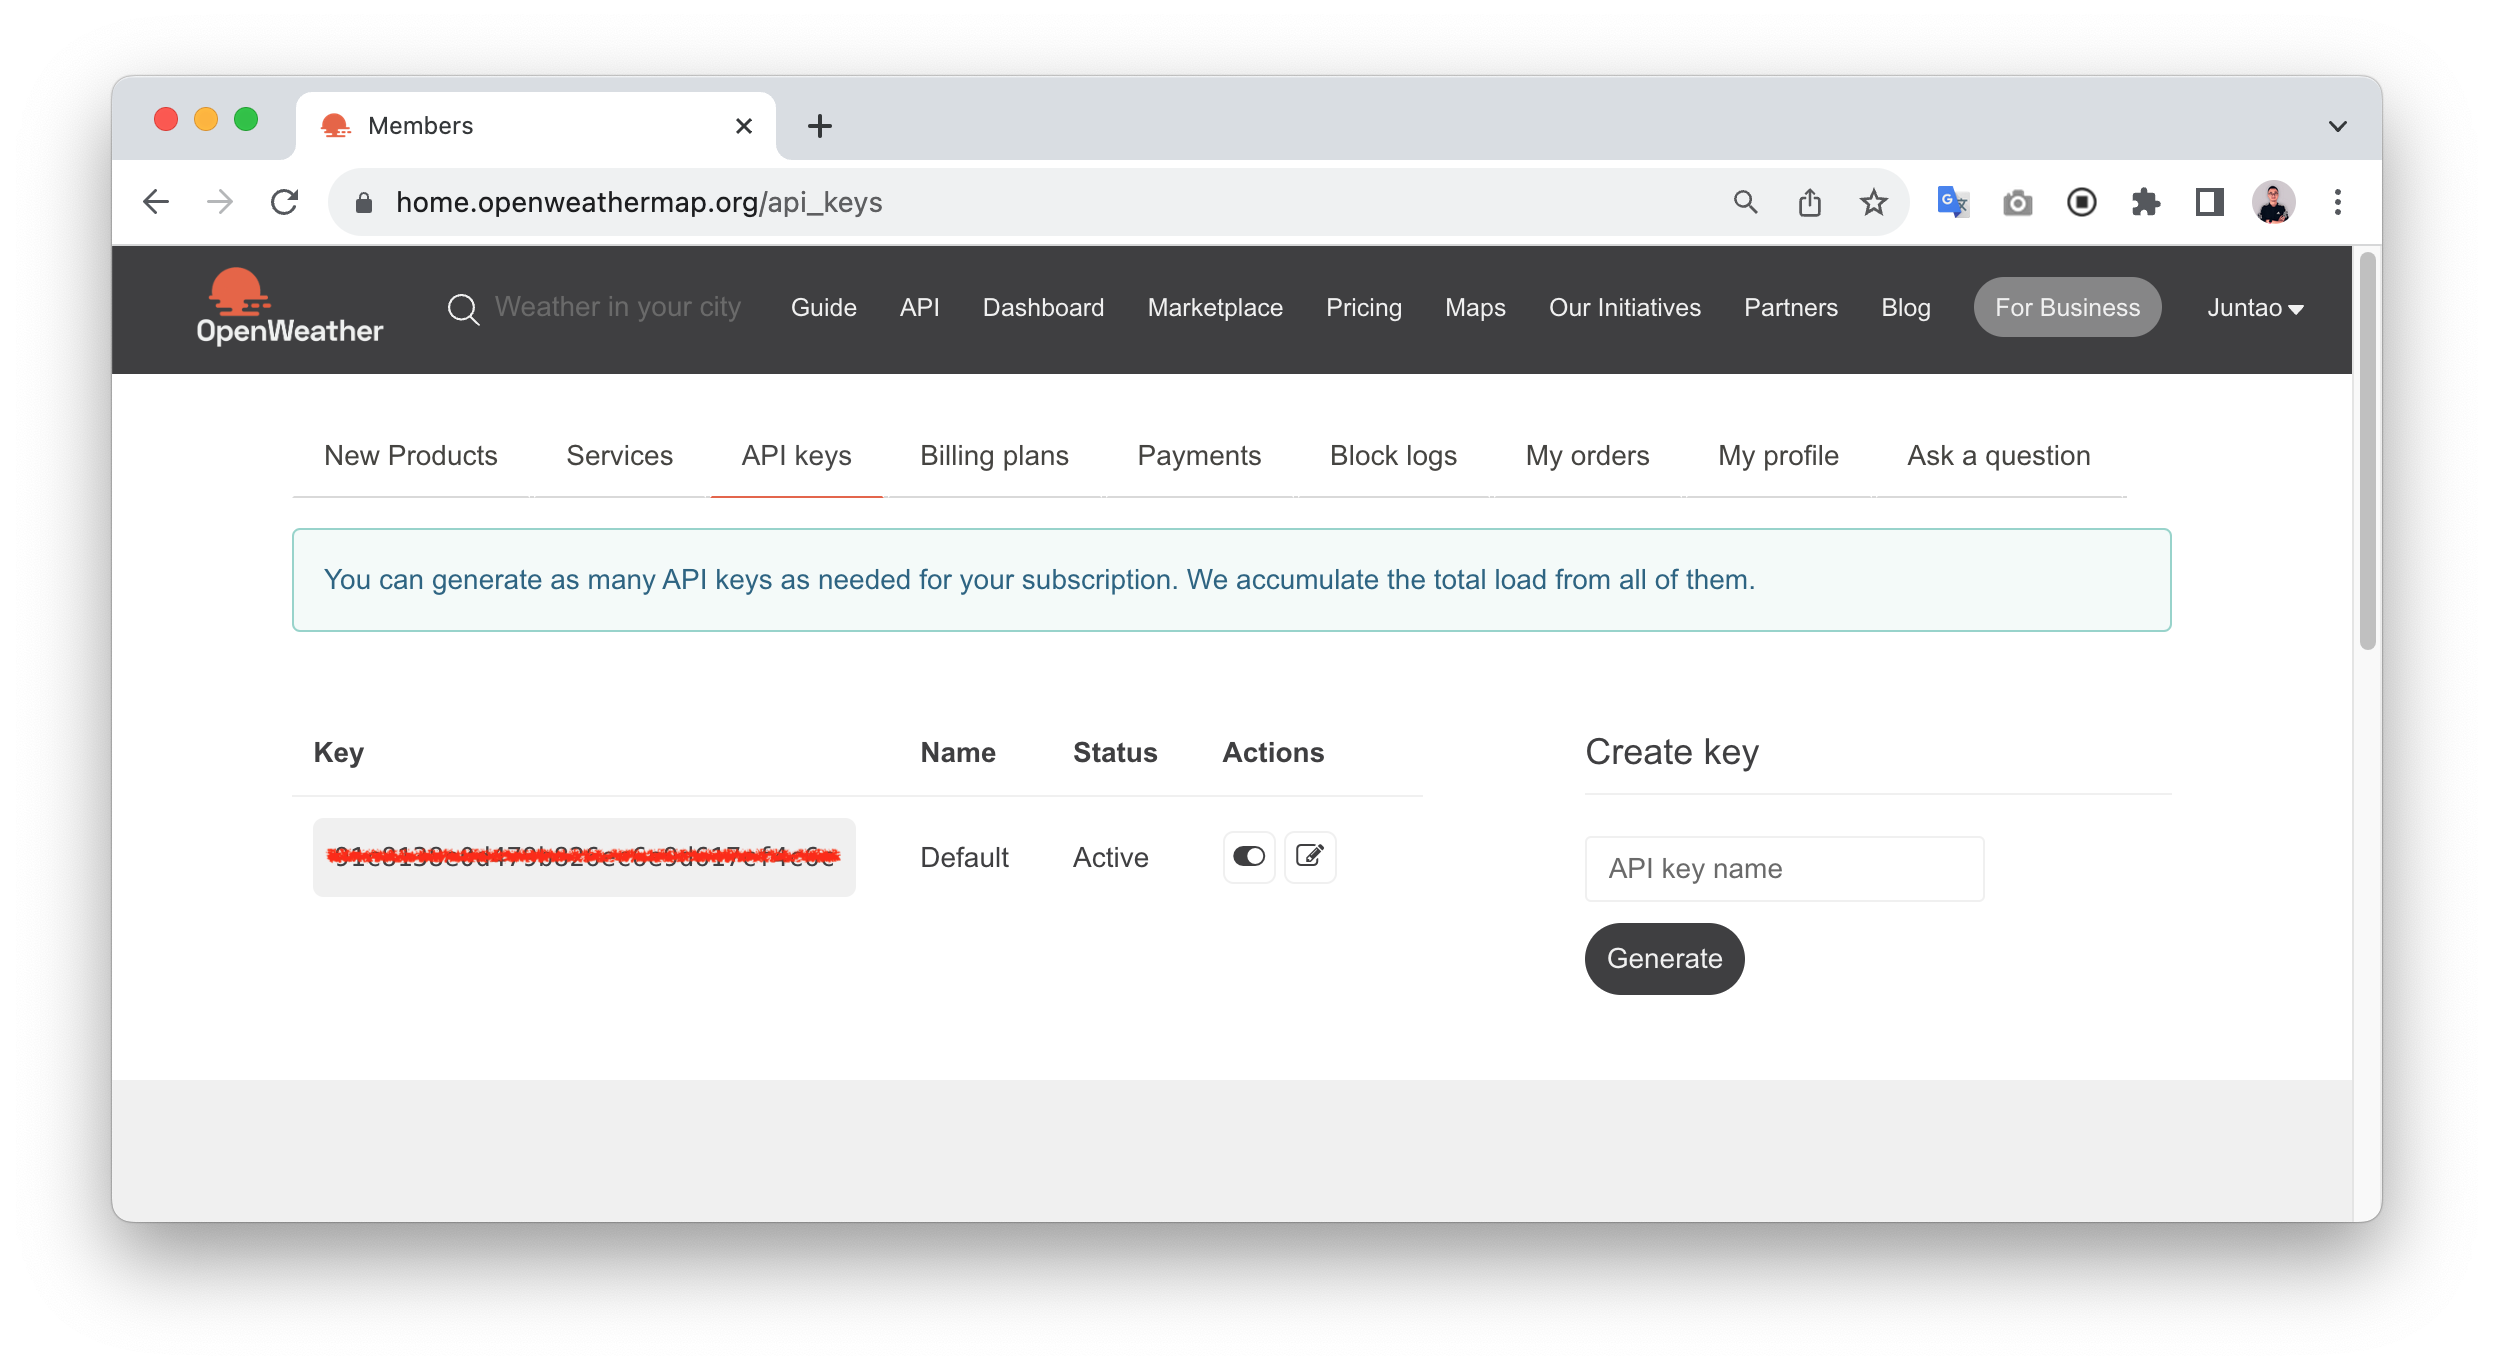 Members
home.openweathermap.org/api_keys
OpenWeather
Weather in your city
Guide
API
Dashboard
Marketplace
Pricing
Maps
Our Initiatives
Partners
Blog
For Business
Juntao
New Products
Services
API keys
Billing plans
Payments
Block logs
My orders
My profile
Ask a question
You can generate as many API keys as needed for your subscription. We accumulate the total load from all of them.
Key
Name
Status
Actions
Default
Active
Create key
API key name
Generate